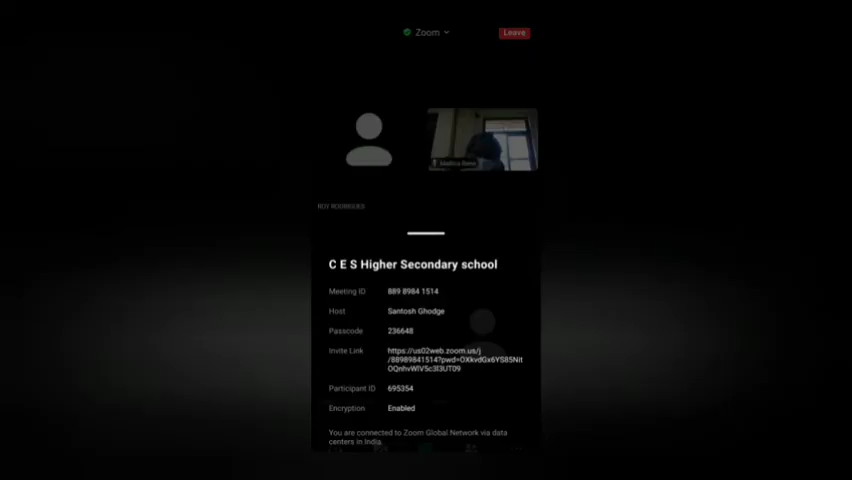 Zoom
Leave
ROY RODRIGUES
C E S Higher Secondary school
Meeting ID 889 8984 1514
Host Santosh Ghodge
Passcode 236648
Invite Link https://us02web.zoom.us/j
/88989841514?pwd=OXkvdGx6YS85Nit
OQnhvWlV5c3l3UT09
Participant ID 695354
Encryption Enabled
You are connected to Zoom Global Network via data
centers in India.